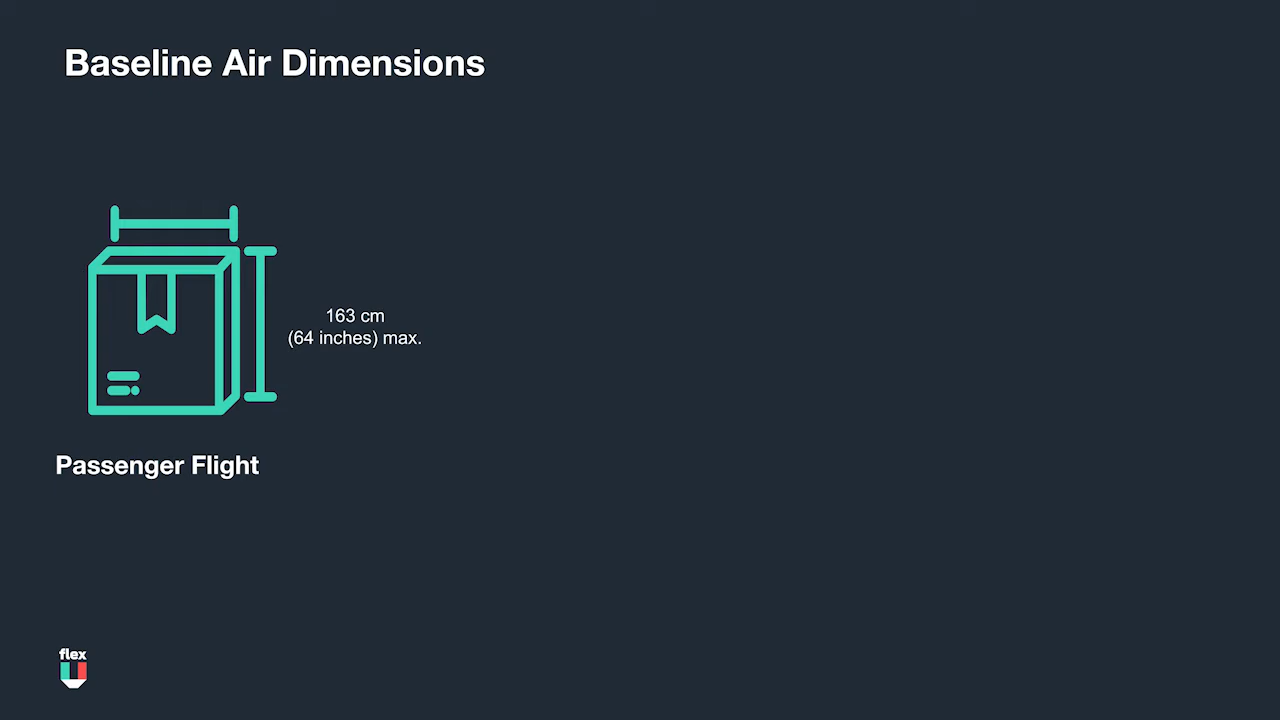 Baseline Air Dimensions
163 cm
(64 inches) max.
Passenger Flight
flex